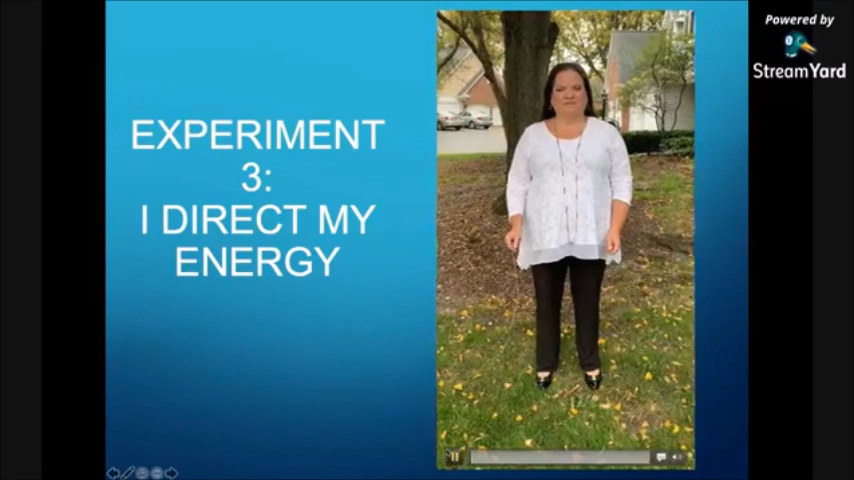 EXPERIMENT
3:
I DIRECT MY
ENERGY
Powered by
StreamYard